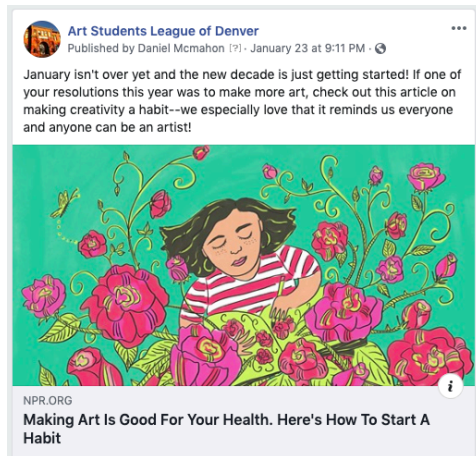 Art Students League of Denver
Published by Daniel Mcmahon [?] · January 23 at 9:11 PM ·
January isn't over yet and the new decade is just getting started! If one of
your resolutions this year was to make more art, check out this article on
making creativity a habit--we especially love that it reminds us everyone
and anyone can be an artist!
i
NPR.ORG
Making Art Is Good For Your Health. Here's How To Start A
Habit